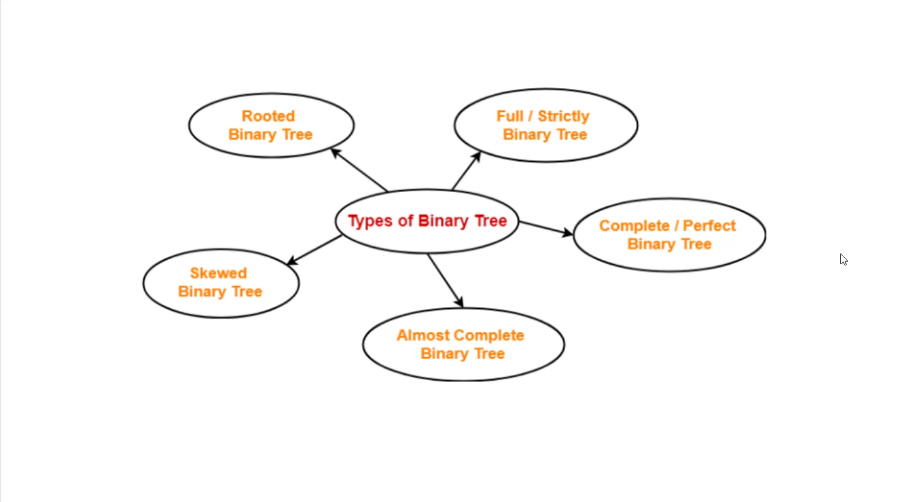 Rooted
Binary Tree
Full / Strictly
Binary Tree
Types of Binary Tree
Complete / Perfect
Binary Tree
Skewed
Binary Tree
Almost Complete
Binary Tree